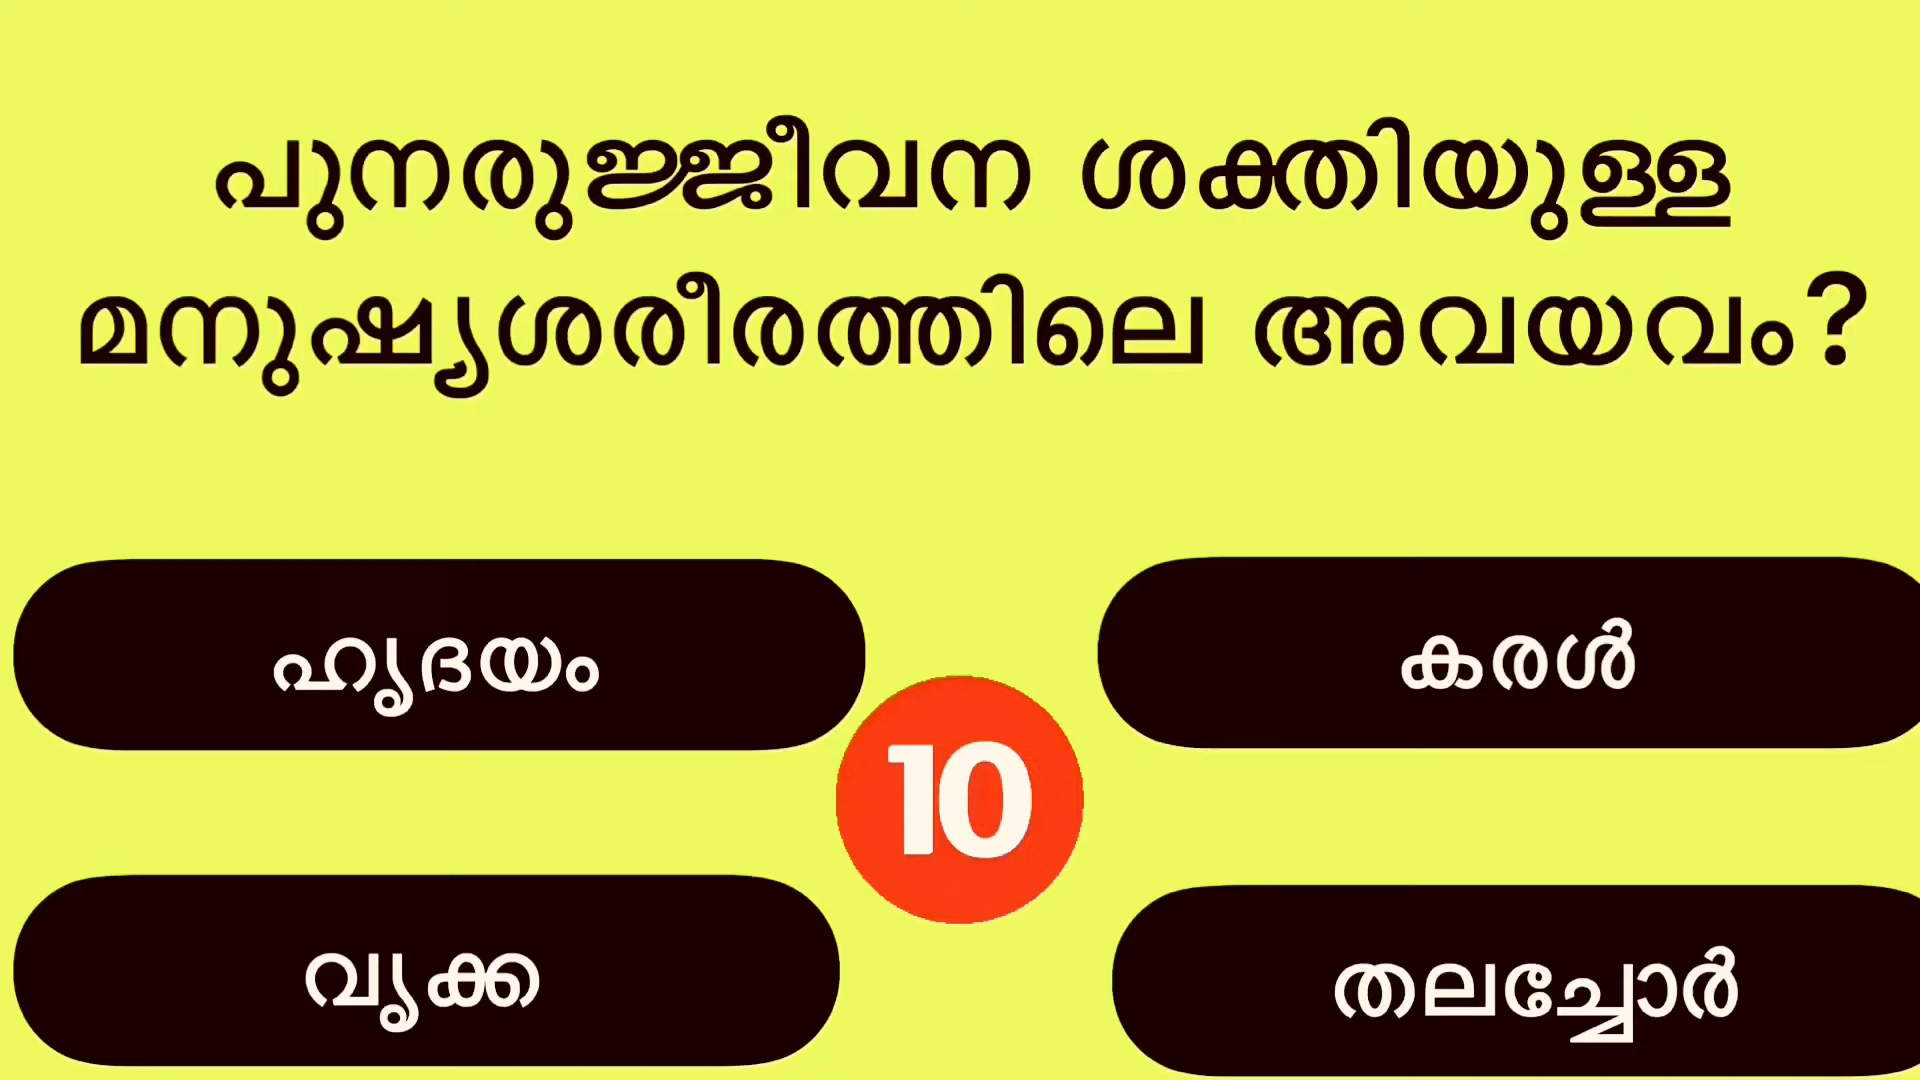 പുനരുജ്ജീവന ശക്തിയുള്ള
മനുഷ്യശരീരത്തിലെ അവയവം?
ഹൃദയം
കരൾ
10
വൃക്ക
തലച്ചോർ